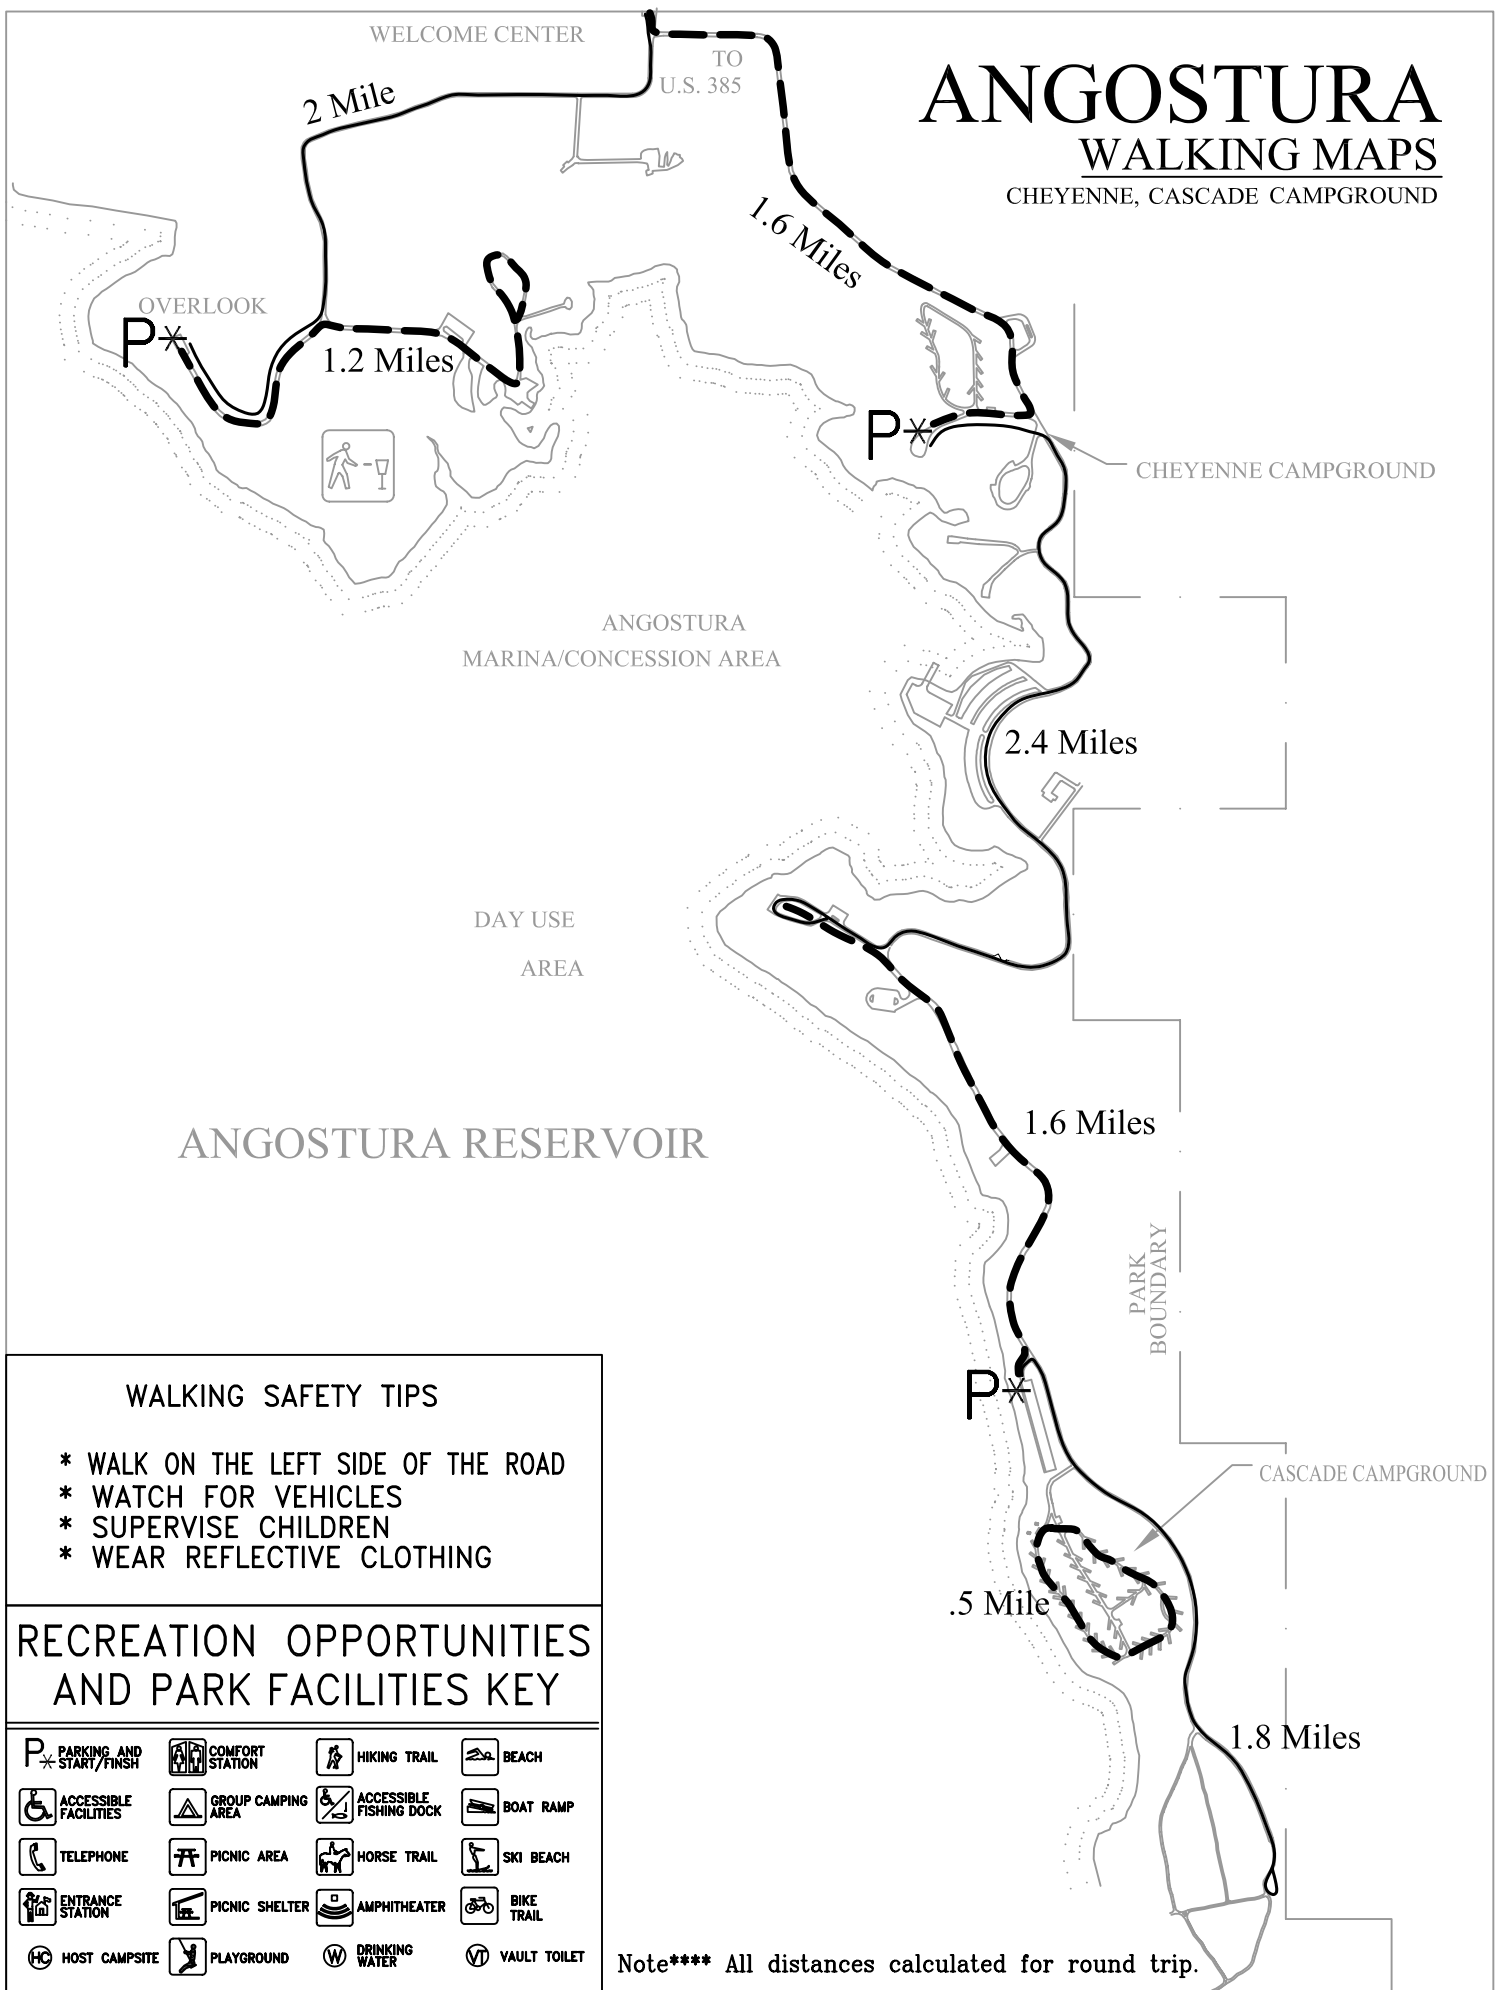 WELCOME CENTER
TO
U.S. 385
ANGOSTURA
WALKING MAPS
CHEYENNE, CASCADE CAMPGROUND
2 Mile
1.6 Miles
OVERLOOK
P*
1.2 Miles
P*
CHEYENNE CAMPGROUND
ANGOSTURA
MARINA/CONCESSION AREA
2.4 Miles
DAY USE
AREA
1.6 Miles
ANGOSTURA RESERVOIR
PARK
BOUNDARY
P*
CASCADE CAMPGROUND
.5 Mile
1.8 Miles
WALKING SAFETY TIPS
* WALK ON THE LEFT SIDE OF THE ROAD
* WATCH FOR VEHICLES
* SUPERVISE CHILDREN
* WEAR REFLECTIVE CLOTHING
RECREATION OPPORTUNITIES
AND PARK FACILITIES KEY
P* PARKING AND
START/FINSH
COMFORT
STATION
HIKING TRAIL
BEACH
ACCESSIBLE
FACILITIES
GROUP CAMPING
AREA
ACCESSIBLE
FISHING DOCK
BOAT RAMP
TELEPHONE
PICNIC AREA
HORSE TRAIL
SKI BEACH
ENTRANCE
STATION
PICNIC SHELTER
AMPHITHEATER
BIKE
TRAIL
HC HOST CAMPSITE
PLAYGROUND
W DRINKING
WATER
VT VAULT TOILET
Note**** All distances calculated for round trip.